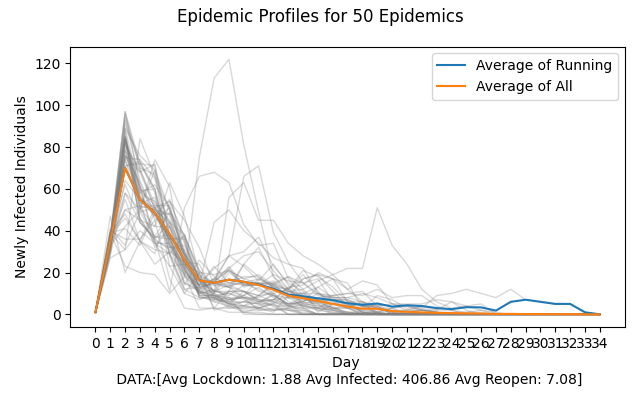 Epidemic Profiles for 50 Epidemics
Average of Running
Average of All
Newly Infected Individuals
120
100
80
60
40
20
0
0 1 2 3 4 5 6 7 8 9 10 11 12 13 14 15 16 17 18 19 20 21 22 23 24 25 26 27 28 29 30 31 32 33 34
Day
DATA:[Avg Lockdown: 1.88 Avg Infected: 406.86 Avg Reopen: 7.08]